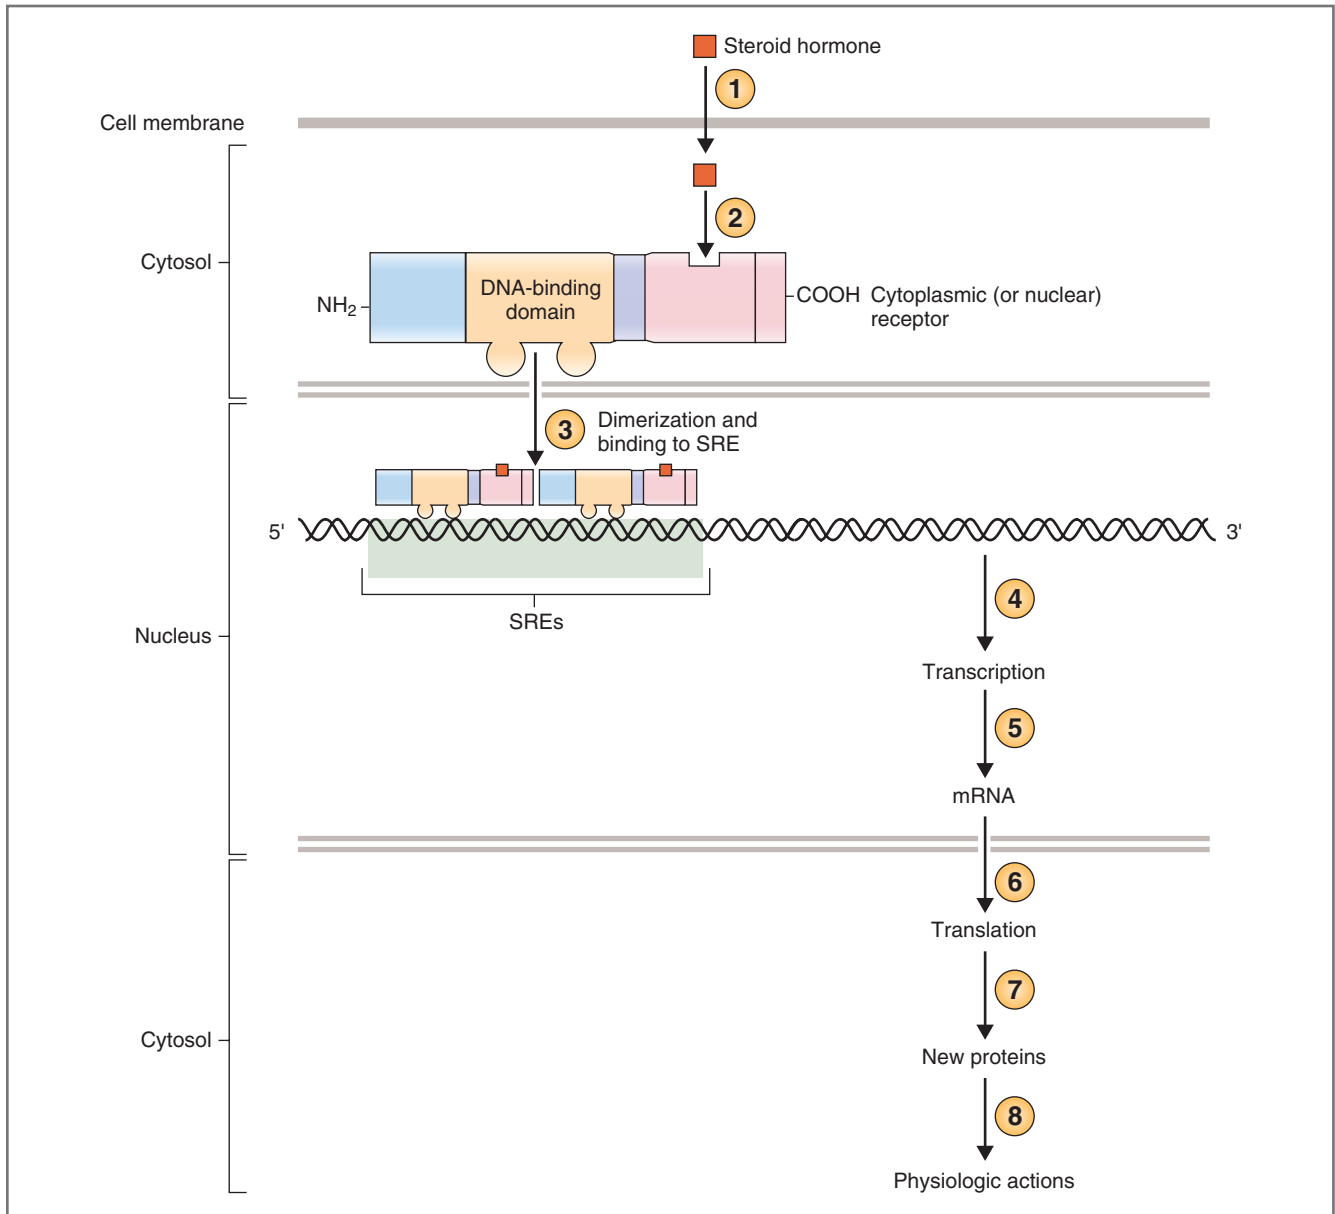 Steroid hormone
1
Cell membrane
2
Cytosol
DNA-binding
domain
NH2
COOH Cytoplasmic (or nuclear)
receptor
3
Dimerization and
binding to SRE
5'
3'
SREs
4
Nucleus
Transcription
5
mRNA
6
Translation
7
Cytosol
New proteins
8
Physiologic actions